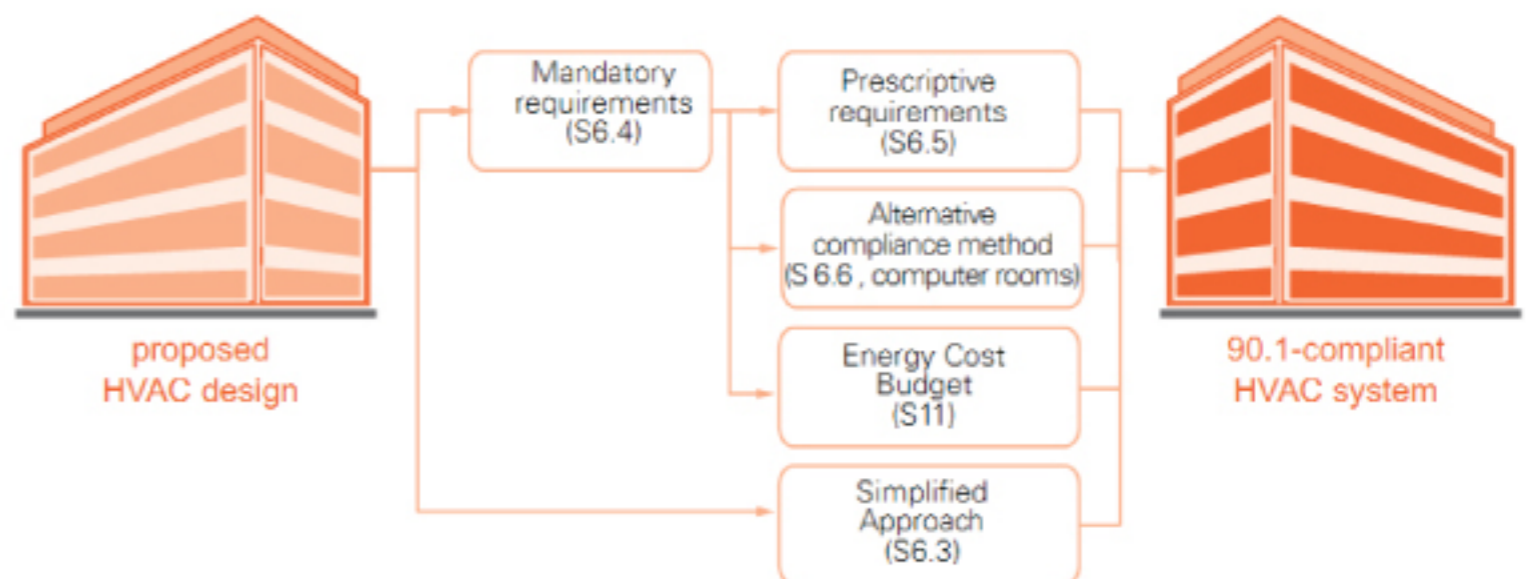 proposed
HVAC design
Mandatory
requirements
(S6.4)
Prescriptive
requirements
(S6.5)
Alternative
compliance method
(S 6.6 , computer rooms)
Energy Cost
Budget
(S11)
Simplified
Approach
(S6.3)
90.1-compliant
HVAC system